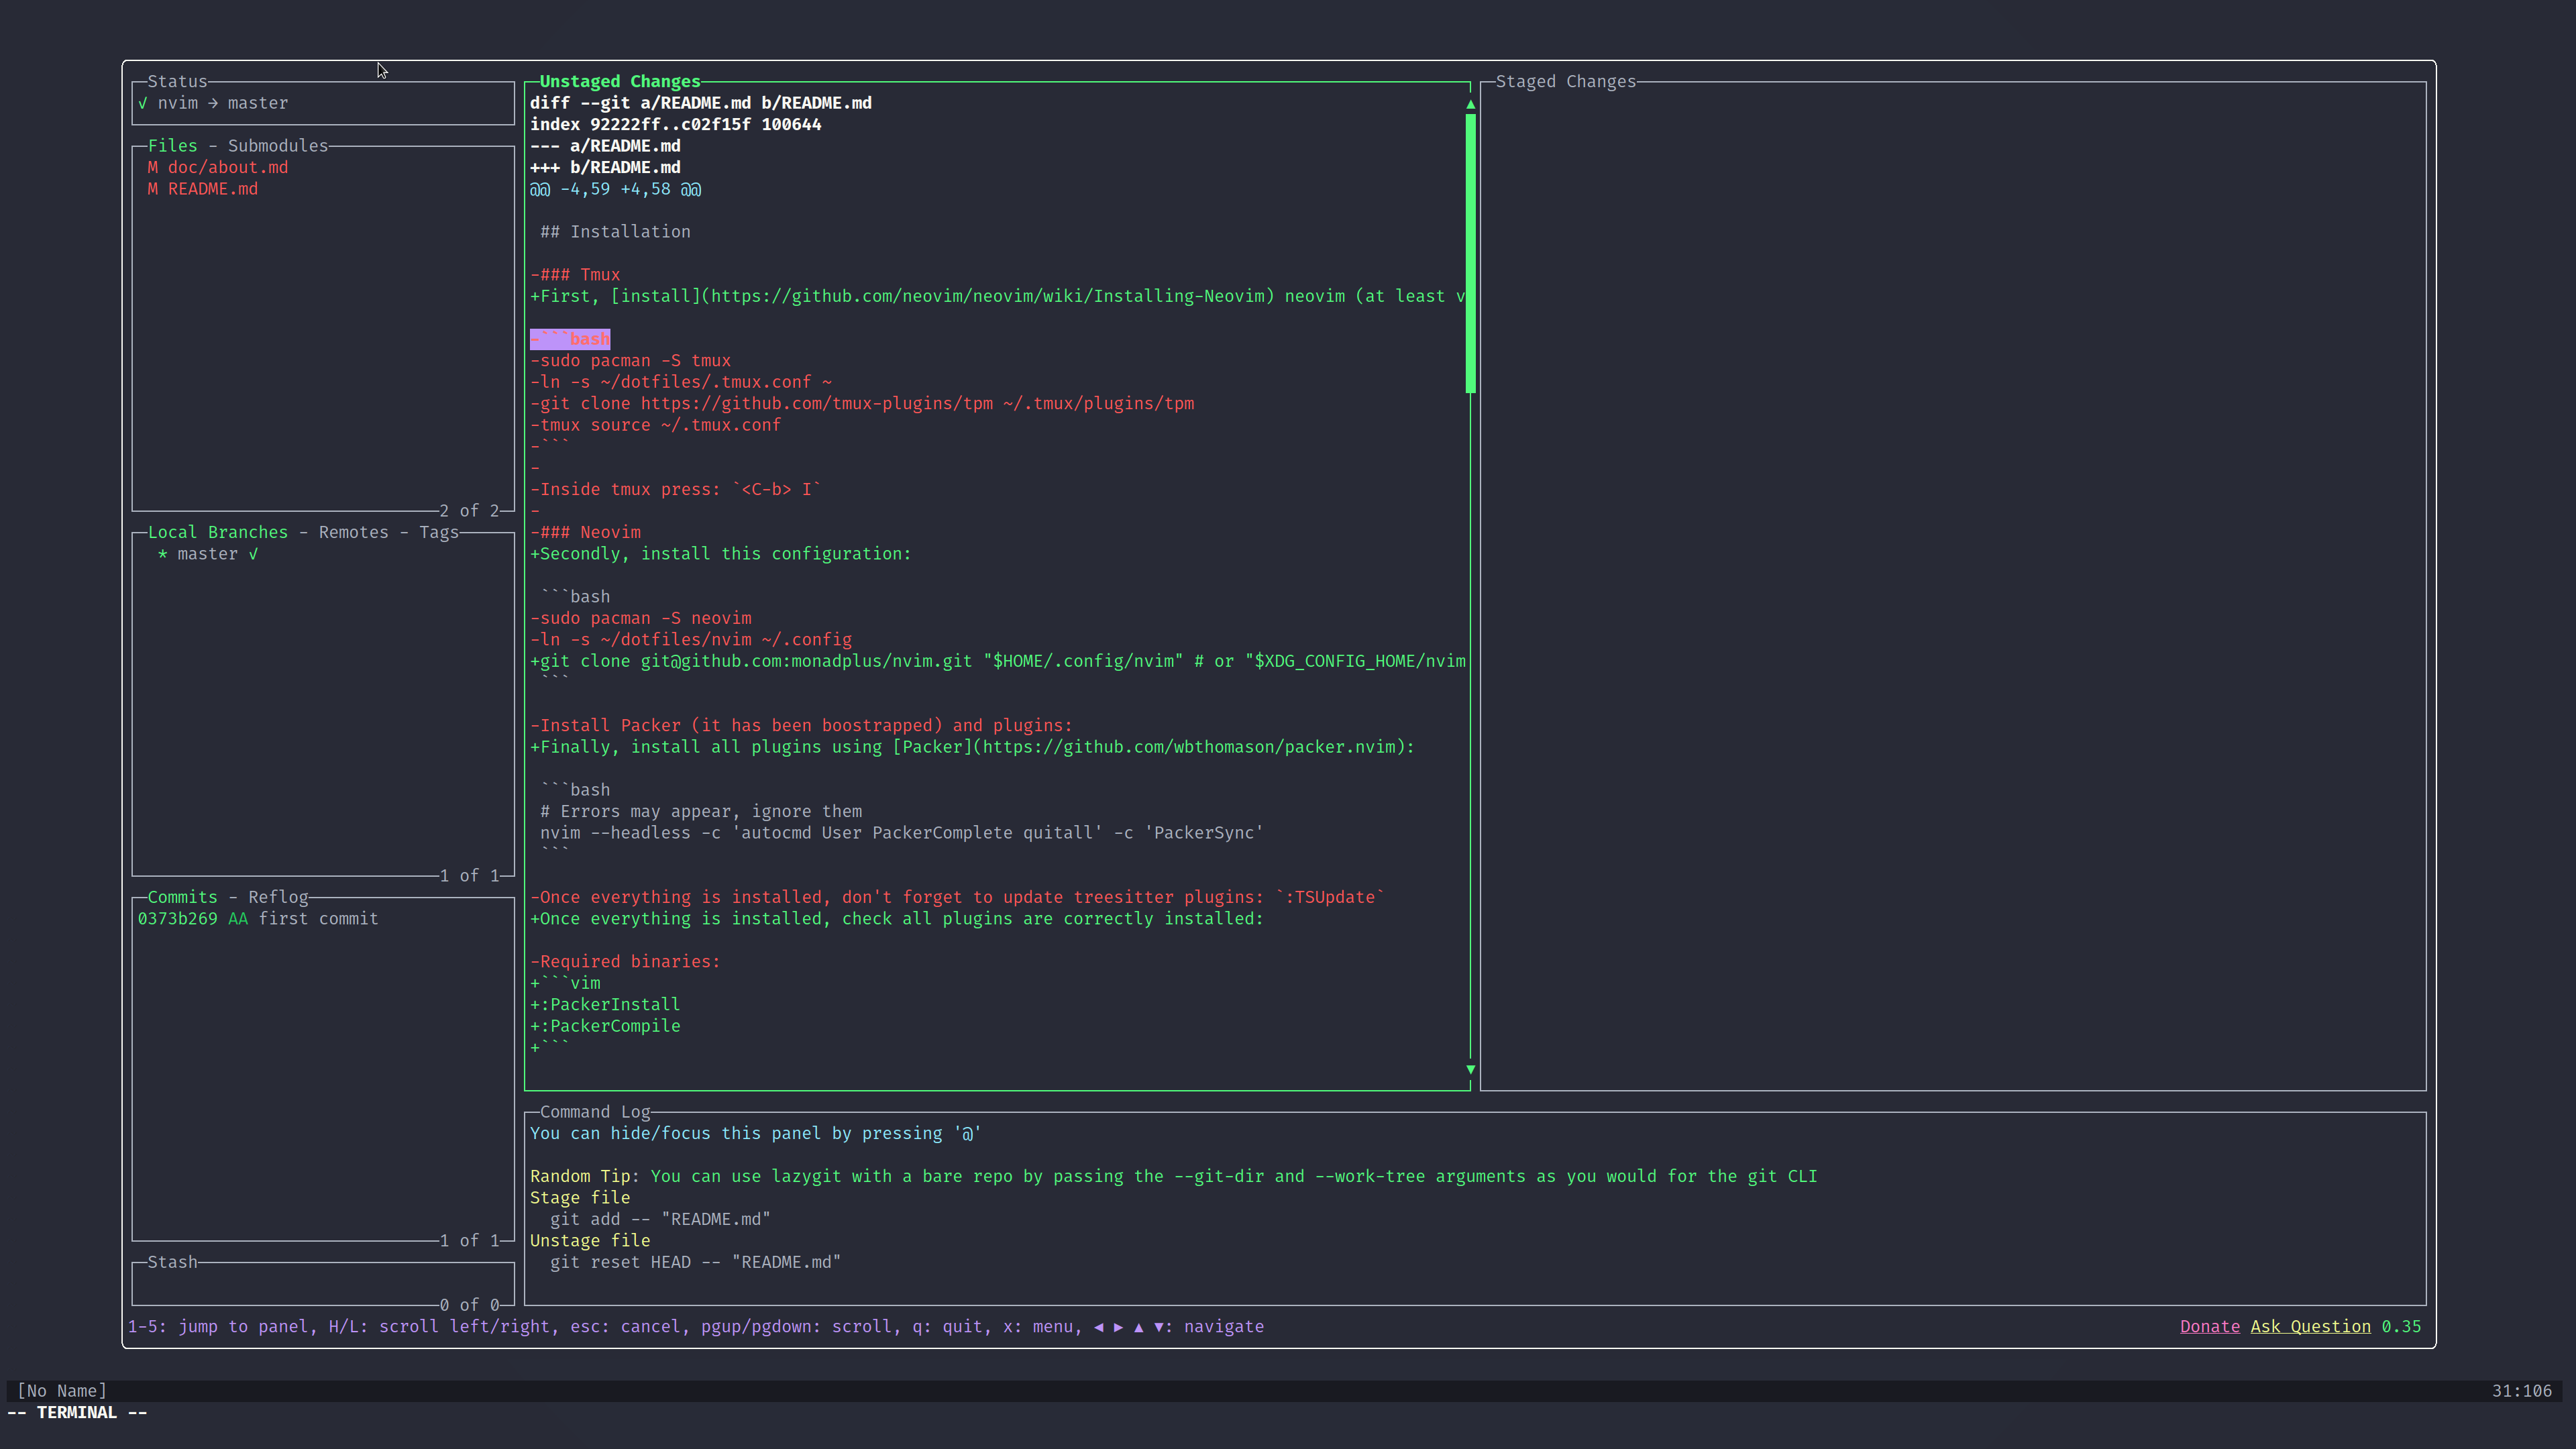 Status
√ nvim → master
Files - Submodules
M doc/about.md
M README.md
2 of 2
Local Branches - Remotes - Tags
* master √
1 of 1
Commits - Reflog
0373b269 AA first commit
1 of 1
Stash
0 of 0
Unstaged Changes
diff --git a/README.md b/README.md
index 92222ff..c02f15f 100644
--- a/README.md
+++ b/README.md
@@ -4,59 +4,58 @@
## Installation
-### Tmux
+First, [install](https://github.com/neovim/neovim/wiki/Installing-Neovim) neovim (at least v
-```bash
-sudo pacman -S tmux
-ln -s ~/dotfiles/.tmux.conf ~
-git clone https://github.com/tmux-plugins/tpm ~/.tmux/plugins/tpm
-tmux source ~/.tmux.conf
-```
-
-Inside tmux press: `<C-b> I`
-
-### Neovim
+Secondly, install this configuration:
```bash
-sudo pacman -S neovim
-ln -s ~/dotfiles/nvim ~/.config
+git clone git@github.com:monadplus/nvim.git "$HOME/.config/nvim" # or "$XDG_CONFIG_HOME/nvim
```
-Install Packer (it has been boostrapped) and plugins:
+Finally, install all plugins using [Packer](https://github.com/wbthomason/packer.nvim):
```bash
# Errors may appear, ignore them
nvim --headless -c 'autocmd User PackerComplete quitall' -c 'PackerSync'
```
-Once everything is installed, don't forget to update treesitter plugins: `:TSUpdate`
+Once everything is installed, check all plugins are correctly installed:
-Required binaries:
+```vim
+:PackerInstall
+:PackerCompile
+```
Staged Changes
Command Log
You can hide/focus this panel by pressing '@'
Random Tip: You can use lazygit with a bare repo by passing the --git-dir and --work-tree arguments as you would for the git CLI
Stage file
git add -- "README.md"
Unstage file
git reset HEAD -- "README.md"
1-5: jump to panel, H/L: scroll left/right, esc: cancel, pgup/pgdown: scroll, q: quit, x: menu, ◄ ► ▲ ▼: navigate
Donate Ask Question 0.35
[No Name] 31:106
-- TERMINAL --